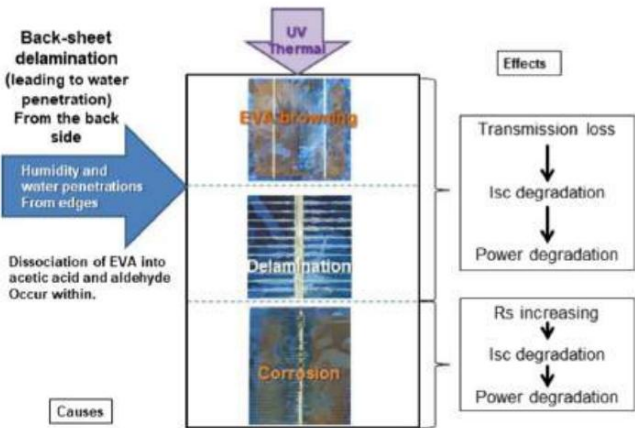 Back-sheet
delamination
(leading to water
penetration)
From the back
side
Humidity and
water penetrations
From edges
Dissociation of EVA into
acetic acid and aldehyde
Occur within.
Causes
UV
Thermal
EVA Browning
Delamination
Corrosion
Effects
Transmission loss
Isc degradation
Power degradation
Rs increasing
Isc degradation
Power degradation